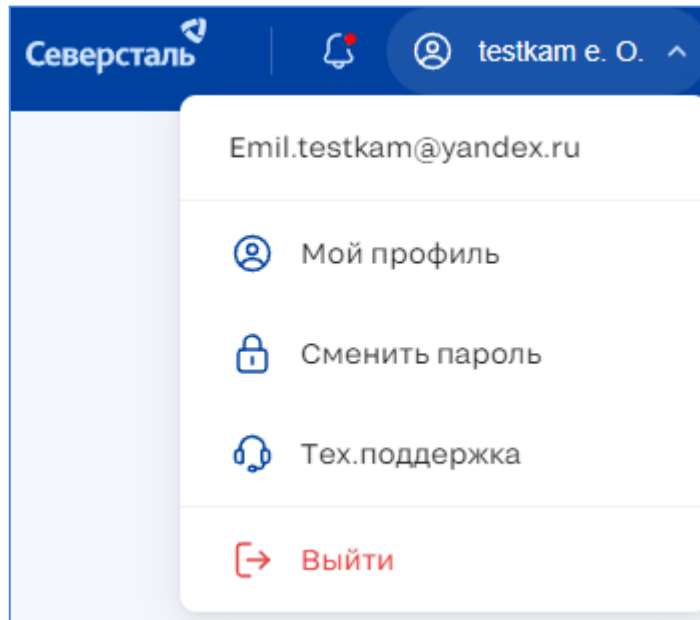 Северсталь
testkam e. O.
Emil.testkam@yandex.ru
Мой профиль
Сменить пароль
Тех.поддержка
Выйти